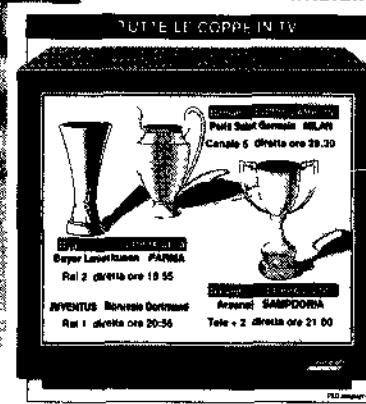 TUTTE LE COPPE IN TV
Paris Saint Germain MILAN
Canale 5 diretta ore 20.30
Bayer Leverkusen PARMA
Rai 2 diretta ore 18 55
JUVENTUS Borussia Dortmund
Rai 1 diretta ore 20:55
Arsenal SAMPDORIA
Tele + 2 diretta ore 21 00